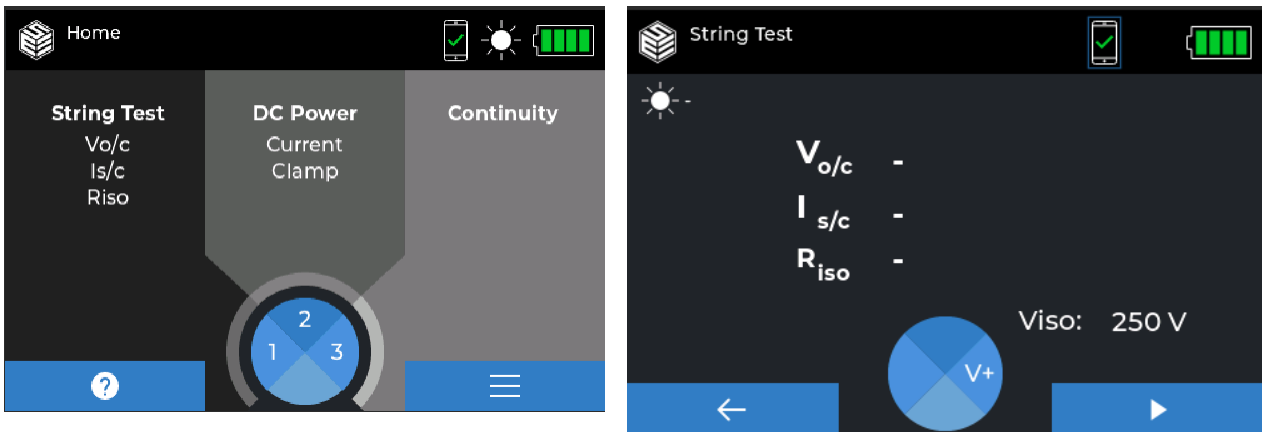 Home
String Test
Vo/c
Is/c
Riso
DC Power
Current
Clamp
Continuity
2
1 3
?
String Test
-
Vo/c -
I s/c -
Riso -
Viso: 250 V
V+